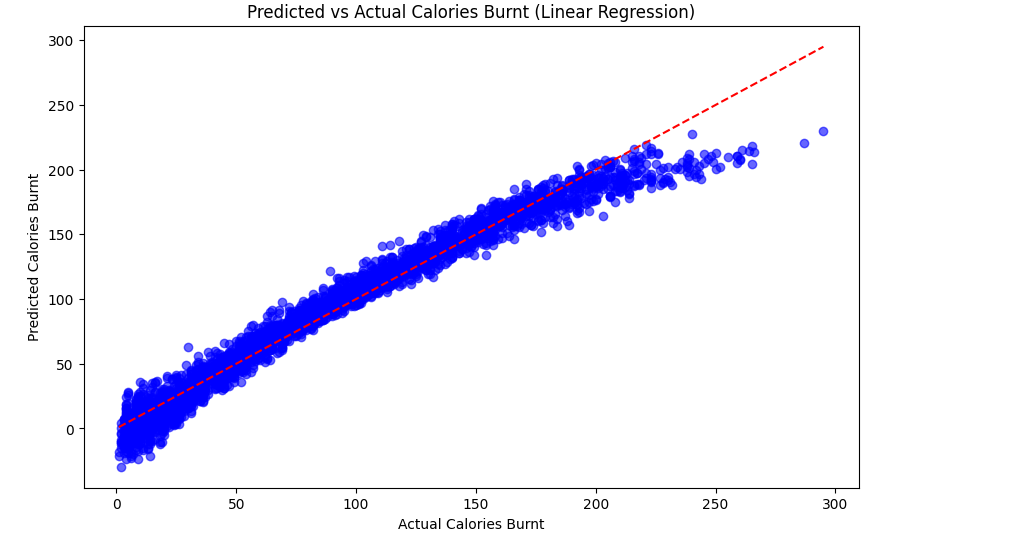 Predicted vs Actual Calories Burnt (Linear Regression)
300
250
200
150
100
50
0
Predicted Calories Burnt
0 50 100 150 200 250 300
Actual Calories Burnt